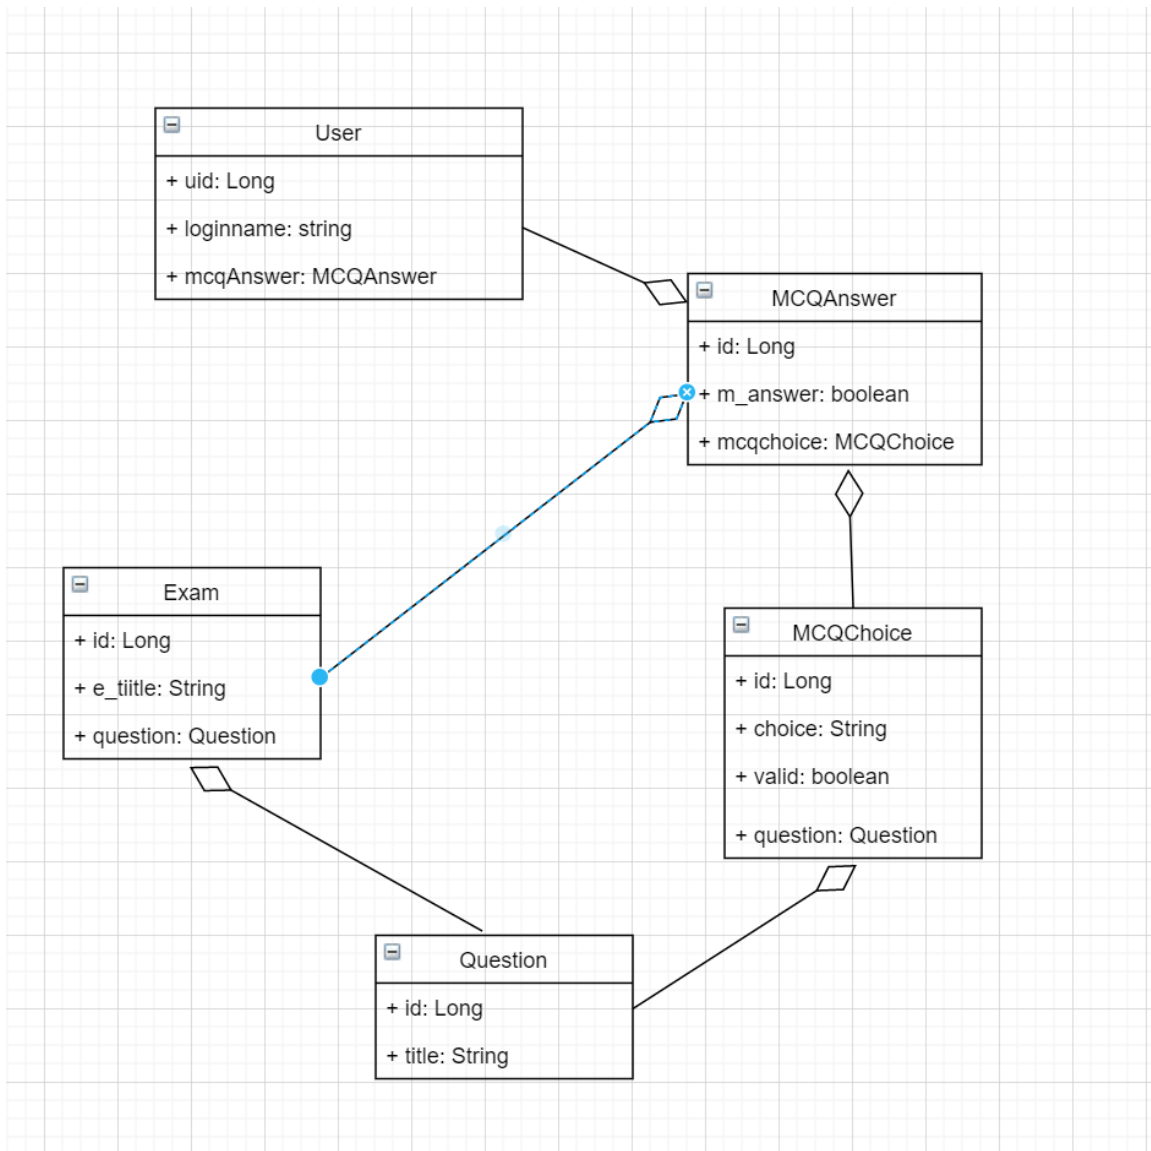 User
+ uid: Long
+ loginname: string
+ mcqAnswer: MCQAnswer
MCQAnswer
+ id: Long
+ m_answer: boolean
+ mcqchoice: MCQChoice
Exam
+ id: Long
+ e_tiitle: String
+ question: Question
MCQChoice
+ id: Long
+ choice: String
+ valid: boolean
+ question: Question
Question
+ id: Long
+ title: String